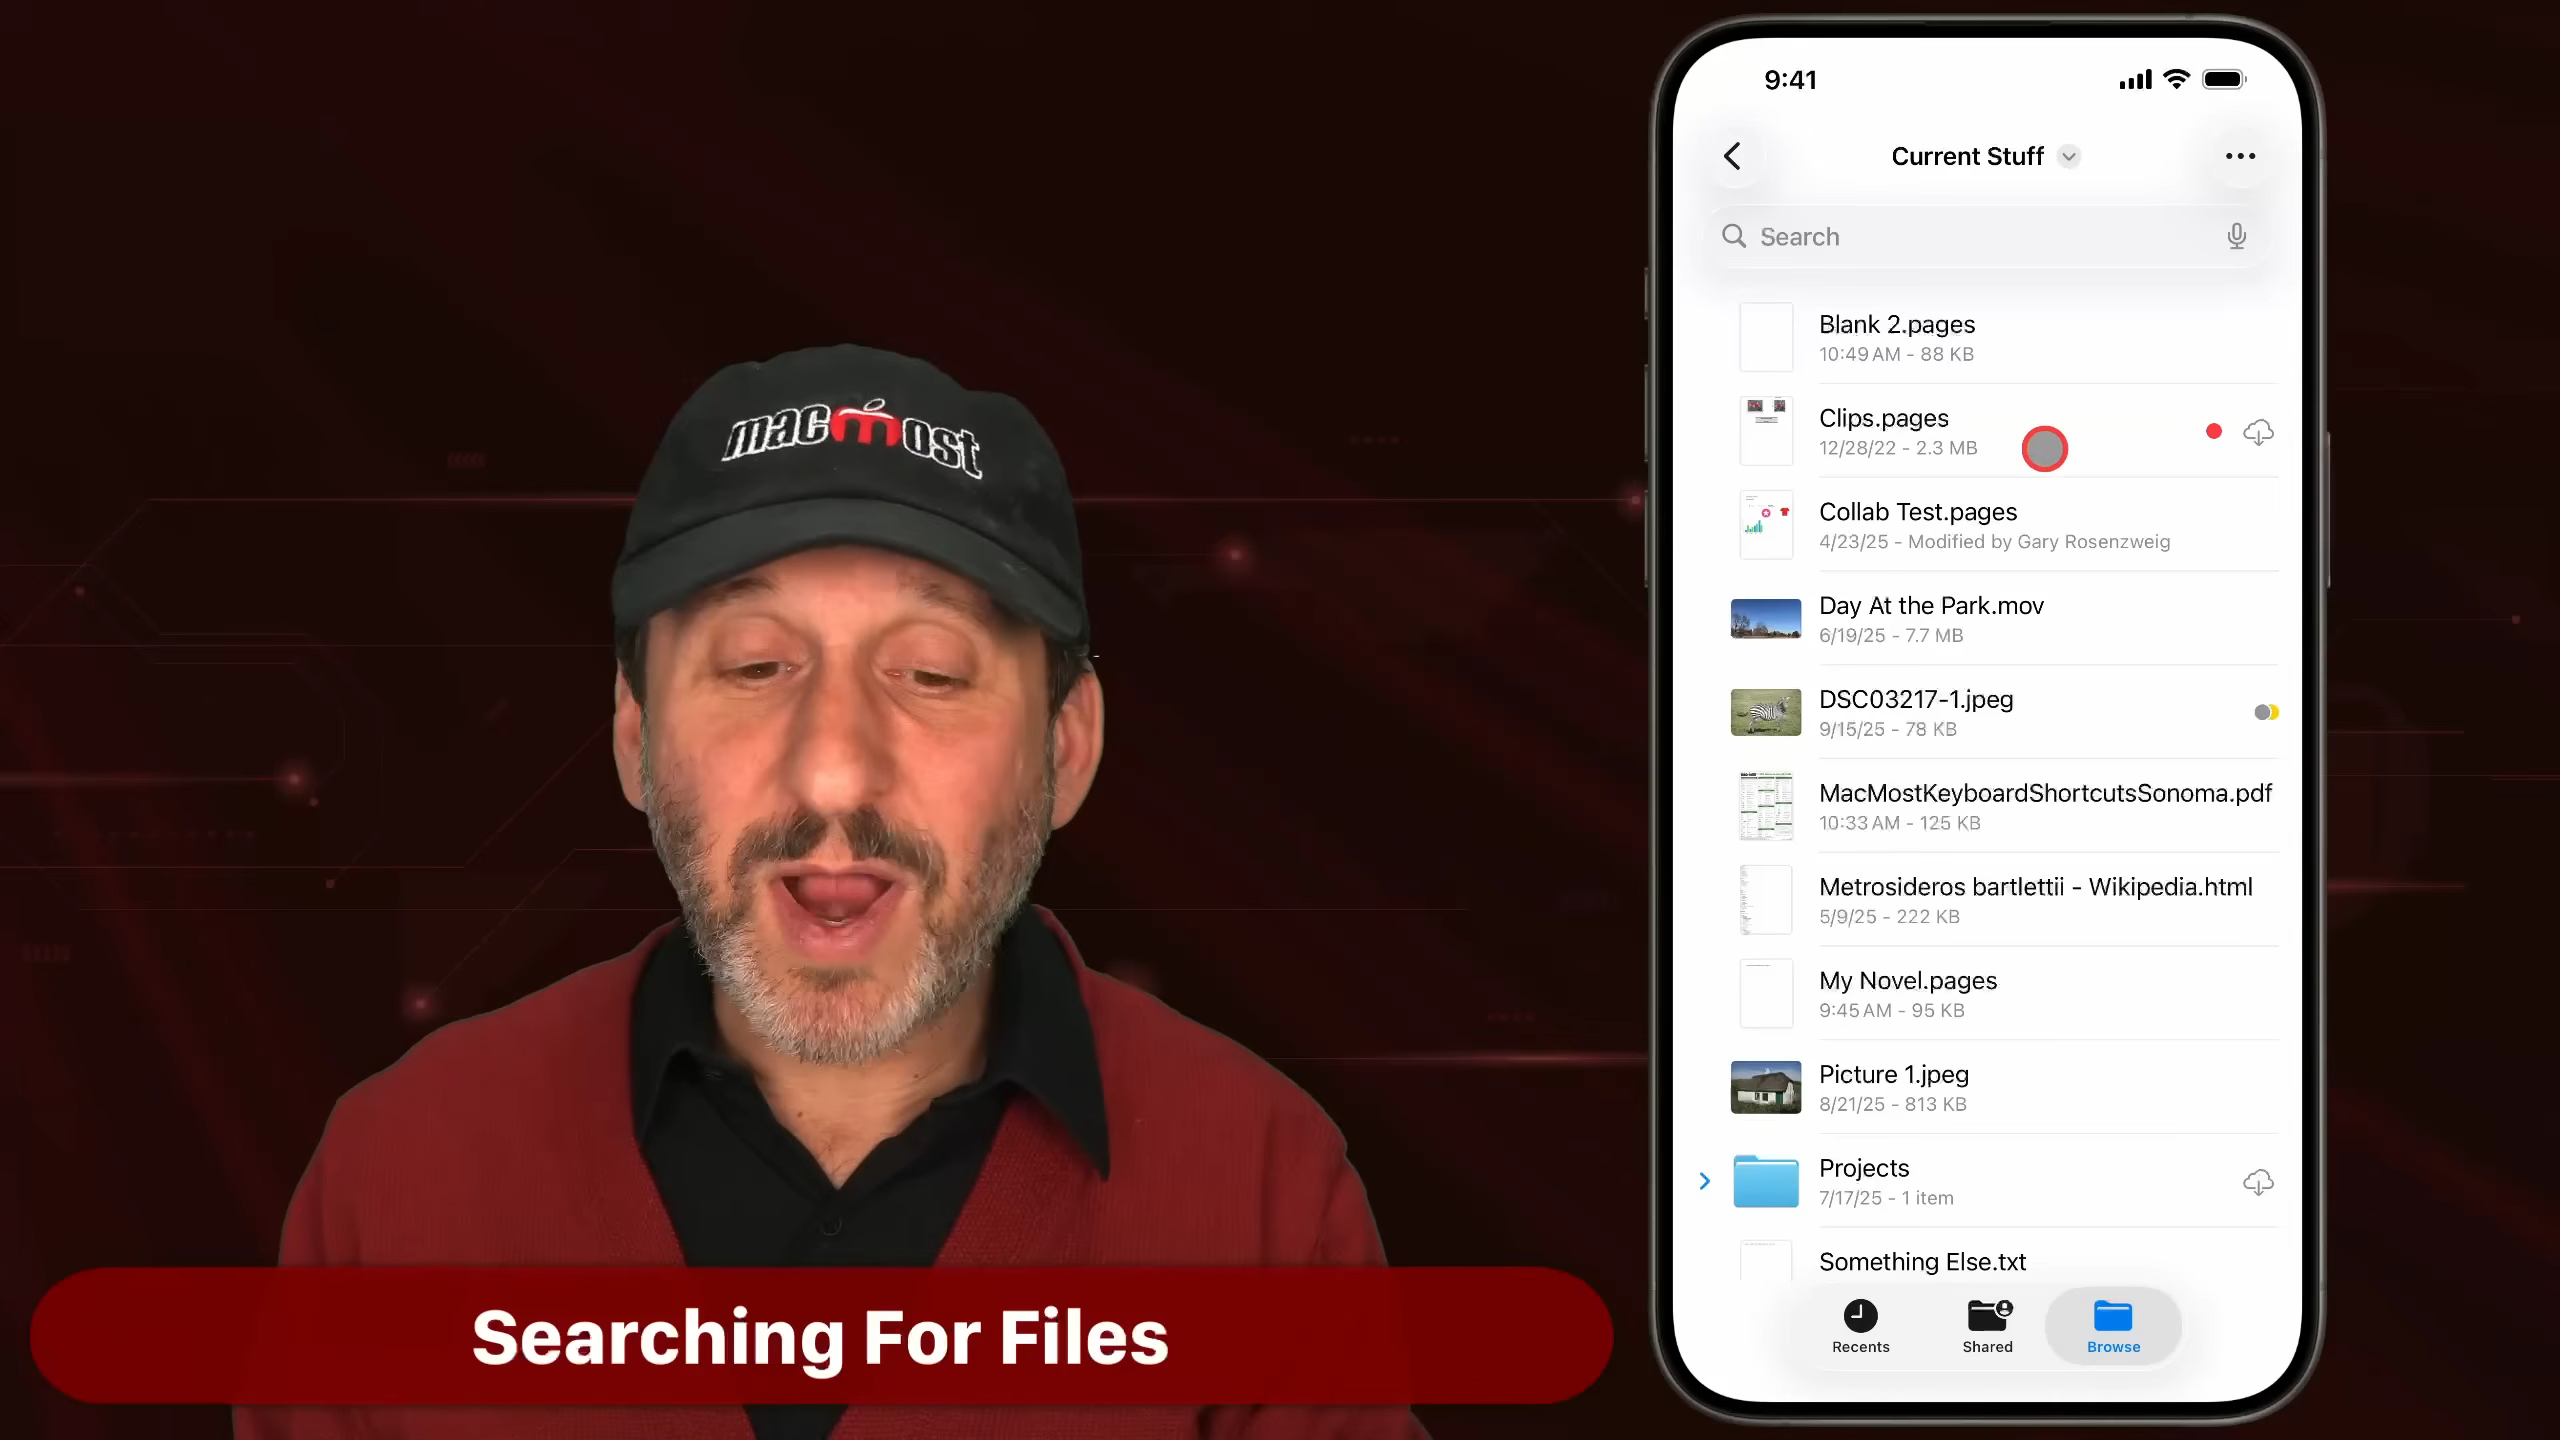 macmost
Searching For Files
9:41
Current Stuff
Search
Blank 2.pages
10:49 AM - 88 KB
Clips.pages
12/28/22 - 2.3 MB
Collab Test.pages
4/23/25 - Modified by Gary Rosenzweig
Day At the Park.mov
6/19/25 - 7.7 MB
DSC03217-1.jpeg
9/15/25 - 78 KB
MacMostKeyboardShortcutsSonoma.pdf
10:33 AM - 125 KB
Metrosideros bartlettii - Wikipedia.html
5/9/25 - 222 KB
My Novel.pages
9:45 AM - 95 KB
Picture 1.jpeg
8/21/25 - 813 KB
Projects
7/17/25 - 1 item
Something Else.txt
Recents
Shared
Browse